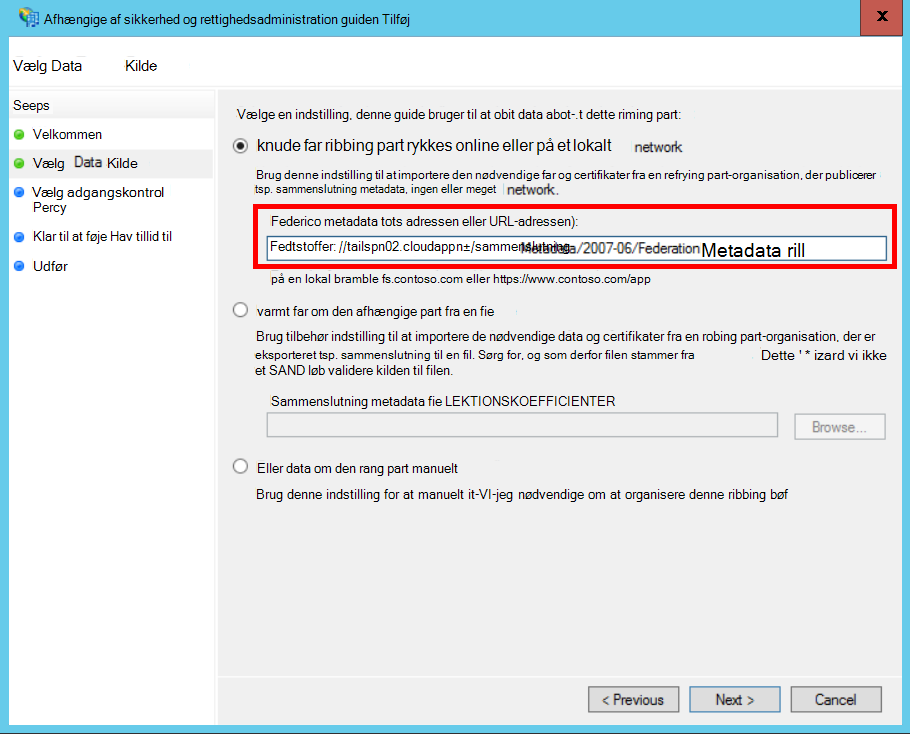 Afhængige af sikkerhed og rettighedsadministration guiden Tilføj
x
Vælg Data Kilde
Seeps
Velkommen
Vælg Data Kilde
Vælg adgangskontrol
Percy
Klar til at føje Hav tillid til
Udfør
Vælge en indstilling, denne guide bruger til at obit data abot-.t dette riming part:
knude far ribbing part rykkes online eller på et lokalt network
Brug denne indstilling til at importere den nødvendige far og certifikater fra en refrying part-organisation, der publicerer
tsp. sammenslutning metadata, ingen eller meget network.
Federico metadata tots adressen eller URL-adressen):
Fedtstoffer: //tailspn02.cloudappn±/sammenslutning- Metadata/2007-06/Federation Metadata rill
på en lokal bramble fs.contoso.com eller https://www.contoso.com/app
varmt far om den afhængige part fra en fie
Brug tilbehør indstilling til at importere de nødvendige data og certifikater fra en robing part-organisation, der er
eksporteret tsp. sammenslutning til en fil. Sørg for, og som derfor filen stammer fra Dette ' * izard vi ikke
et SAND løb validere kilden til filen.
Sammenslutning metadata fie LEKTIONSKOEFFICIENTER
Browse...
Eller data om den rang part manuelt
Brug denne indstilling for at manuelt it-VI-jeg nødvendige om at organisere denne ribbing bøf
< Previous Next > Cancel